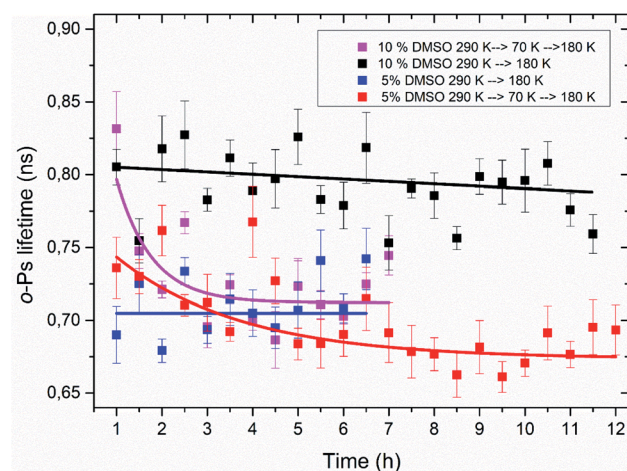 0,90
10 % DMSO 290 K--> 70 K -->180 K
10 % DMSO 290 K --> 180 K
5% DMSO 290 K --> 180 K
5% DMSO 290 K --> 70 K --> 180 K
0,85
0,80
0,75
0,70
0,65
o-Ps lifetime (ns)
1 2 3 4 5 6 7 8 9 10 11 12
Time (h)